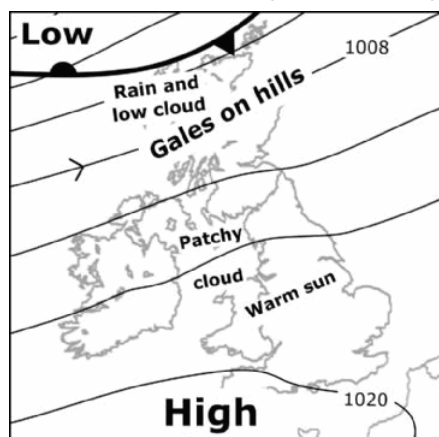 Low
1008
Rain and
low cloud
Gales on hills
Patchy
cloud
Warm sun
1020
High